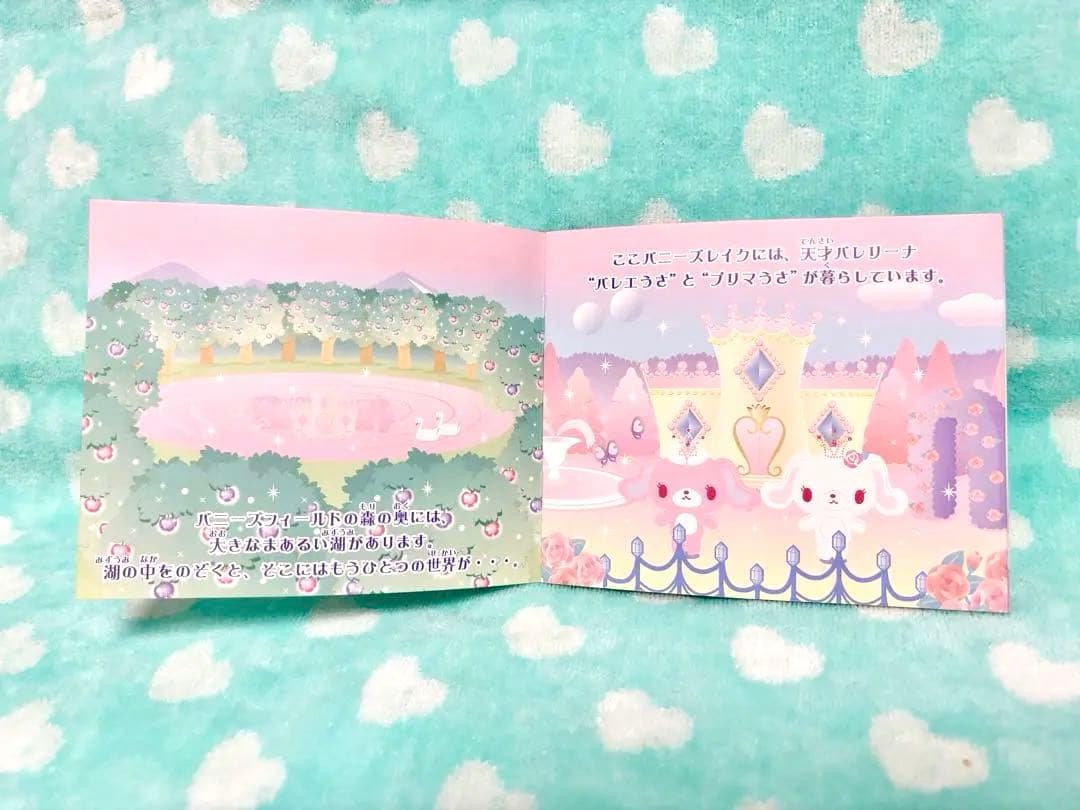 バニーズフィールドの森の奥には、
大きなまあるい湖があります。
湖の中をのぞくと、そこにはもうひとつの世界が・・・。
ここバニーズレイクには、天才バレリーナ
“バレエうさ”と“プリマうさ”が暮らしています。